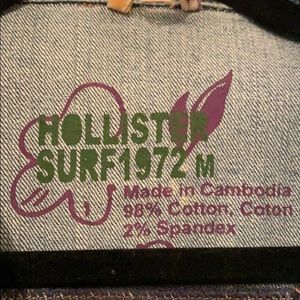 HOLLISTER
SURF1972 M
Made in Cambodia
98% Cotton, Coton
2% Spandex